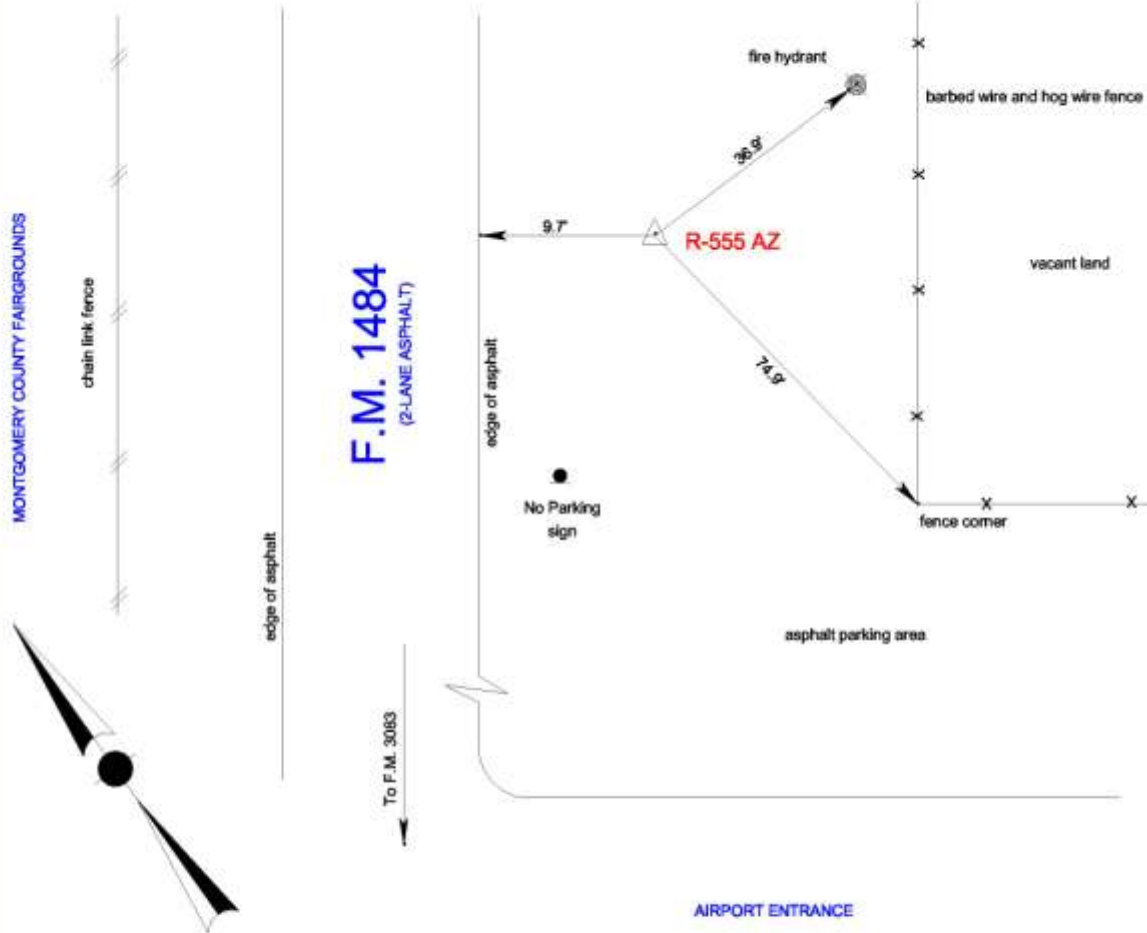 fire hydrant
barbed wire and hog wire fence
36.9'
9.7'
R-555 AZ
vacant land
MONTGOMERY COUNTY FAIRGROUNDS
chain link fence
F.M. 1484
(2-LANE ASPHALT)
edge of asphalt
74.9'
No Parking
sign
fence corner
edge of asphalt
asphalt parking area
To F.M. 3083
AIRPORT ENTRANCE